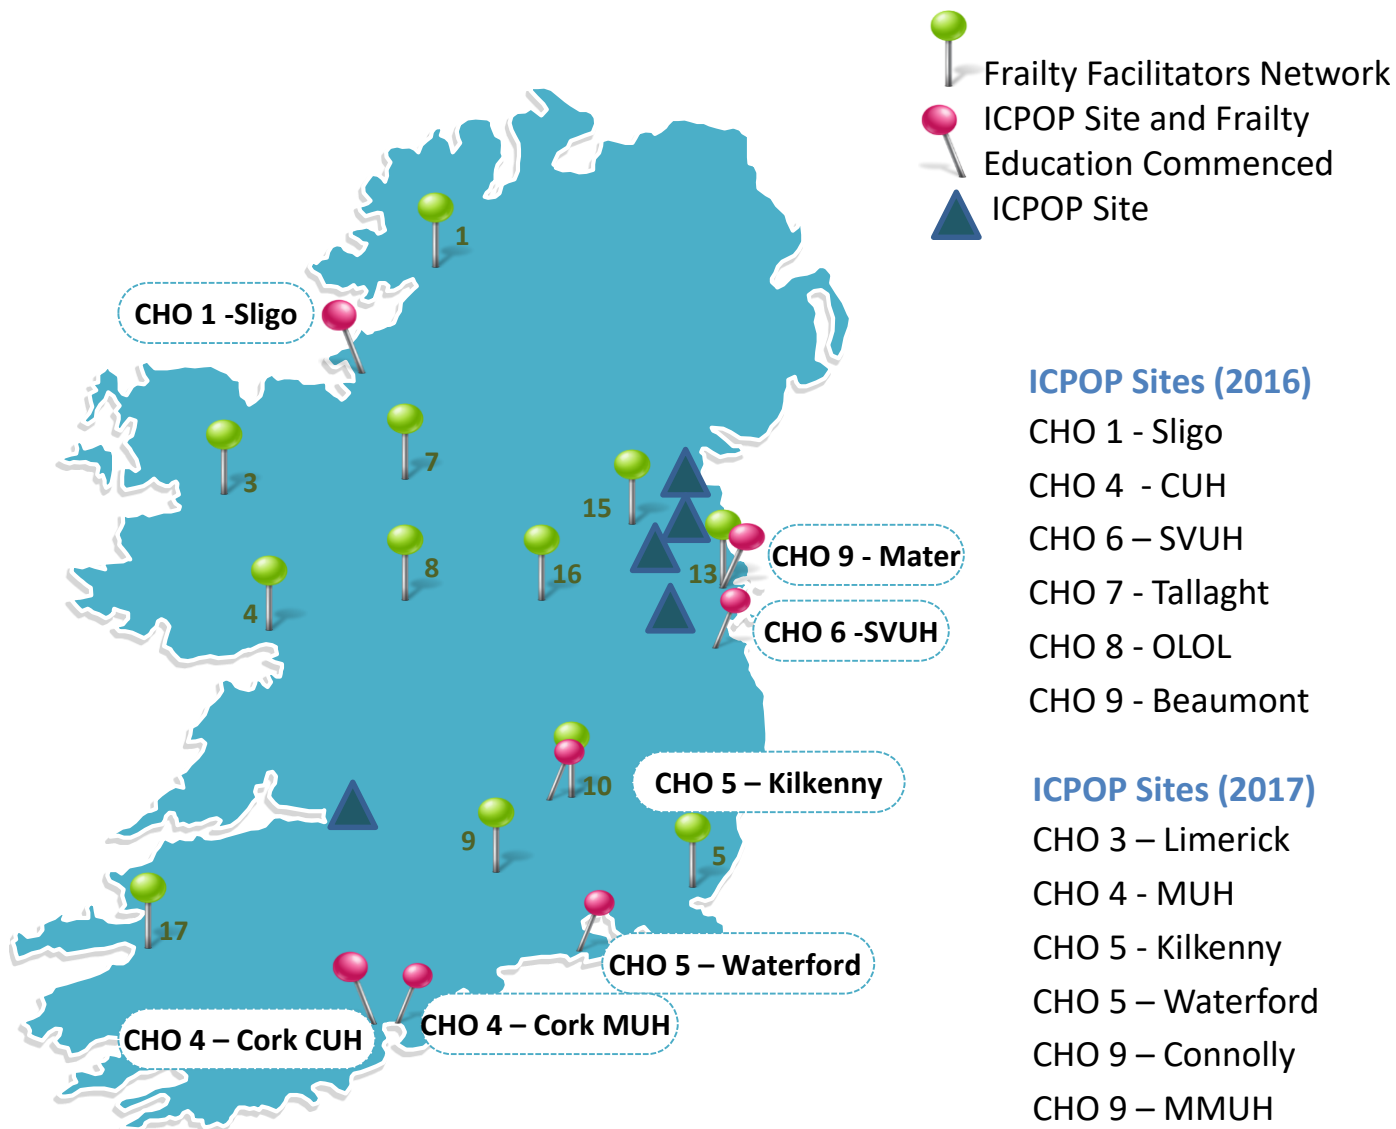 Frailty Facilitators Network
ICPOP Site and Frailty
Education Commenced
ICPOP Site
1
CHO 1 -Sligo
3
7
15
8
16
13
CHO 9 - Mater
4
CHO 6 -SVUH
10
CHO 5 – Kilkenny
9
5
17
CHO 5 – Waterford
CHO 4 – Cork CUH
CHO 4 – Cork MUH
ICPOP Sites (2016)
CHO 1 - Sligo
CHO 4  - CUH
CHO 6 – SVUH
CHO 7 - Tallaght
CHO 8 - OLOL
CHO 9 - Beaumont
ICPOP Sites (2017)
CHO 3 – Limerick
CHO 4 - MUH
CHO 5 - Kilkenny
CHO 5 – Waterford
CHO 9 – Connolly
CHO 9 – MMUH